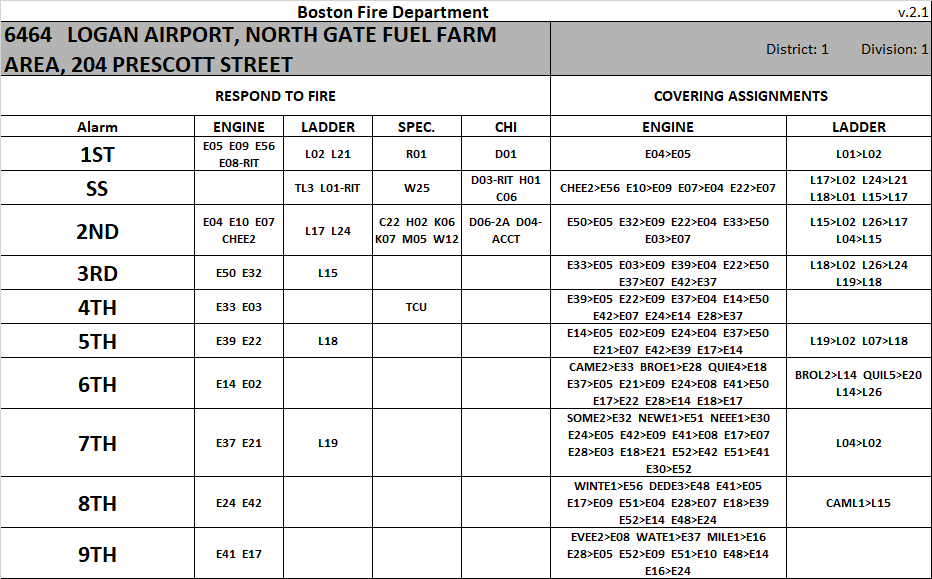 Boston Fire Department
v.2.1
6464 LOGAN AIRPORT, NORTH GATE FUEL FARM
AREA, 204 PRESCOTT STREET
District: 1 Division: 1
RESPOND TO FIRE
COVERING ASSIGNMENTS
Alarm ENGINE LADDER SPEC. CHI ENGINE LADDER
1ST
E05 E09 E56
E08-RIT
L02 L21
R01
D01
E04>E05
L01>L02
SS
TL3 L01-RIT
W25
D03-RIT H01
C06
CHEE2>E56 E10>E09 E07>E04 E22>E07
L17>L02 L24>L21
L18>L01 L15>L17
2ND
E04 E10 E07
CHEE2
L17 L24
C22 H02 K06
K07 M05 W12
D06-2A D04-
ACCT
E50>E05 E32>E09 E22>E04 E33>E50
E03>E07
L15>L02 L26>L17
L04>L15
3RD
E50 E32
L15
E33>E05 E03>E09 E39>E04 E22>E50
E37>E07 E42>E37
L18>L02 L26>L24
L19>L18
4TH
E33 E03
TCU
E39>E05 E22>E09 E37>E04 E14>E50
E42>E07 E24>E14 E28>E37
5TH
E39 E22
L18
E14>E05 E02>E09 E24>E04 E37>E50
E21>E07 E42>E39 E17>E14
L19>L02 L07>L18
6TH
E14 E02
CAME2>E33 BROE1>E28 QUIE4>E18
E37>E05 E21>E09 E24>E08 E41>E50
E17>E22 E28>E14 E18>E17
BROL2>L14 QUIL5>E20
L14>L26
7TH
E37 E21
L19
SOME2>E32 NEWE1>E51 NEEE1>E30
E24>E05 E42>E09 E41>E08 E17>E07
E28>E03 E18>E21 E52>E42 E51>E41
E30>E52
L04>L02
8TH
E24 E42
WINTE1>E56 DEDE3>E48 E41>E05
E17>E09 E51>E04 E28>E07 E18>E39
E52>E14 E48>E24
CAML1>L15
9TH
E41 E17
EVEE2>E08 WATE1>E37 MILE1>E16
E28>E05 E52>E09 E51>E10 E48>E14
E16>E24